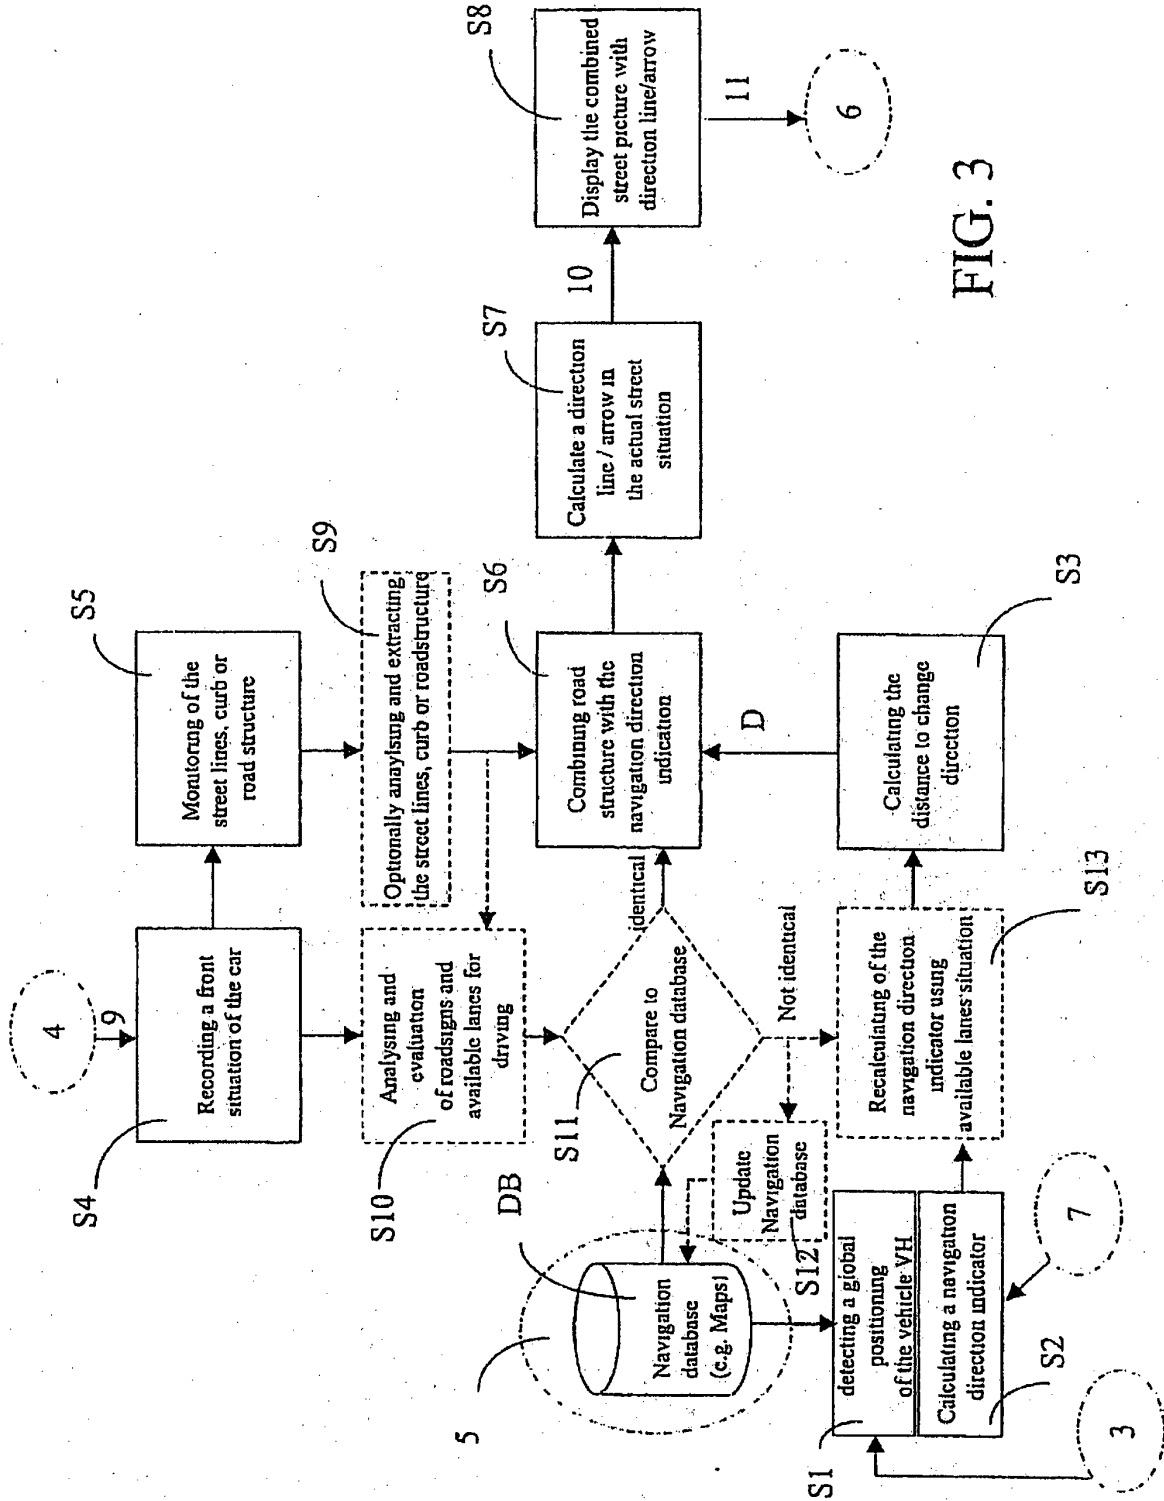 4
9
S4
Recording a front
situation of the car
S5
Monitoring of the
street lines, curb or
road structure
S10
Analysing and
evaluation
of roadsigns and
available lanes for
driving
S9
Optionally anaylsing and extracting
the street lines, curb or roadstructure
5
DB
Navigation
database
(e.g. Maps)
S11
Compare to
Navigation database
identical
Not identical
S12
Update
Navigation
database
S6
Combining road
structure with the
navigation direction
indication
S7
Calculate a direction
line / arrow in
the actual street
situation
10
S8
Display the combined
street picture with
direction line/arrow
11
6
S1
detecting a global
positioning
of the vehicle VH
S2
Calculating a navigation
direction indicator
S13
Recalculating of the
navigation direction
indicator using
available lanes situation
S3
Calculating the
distance to change
direction
D
3
7
FIG. 3